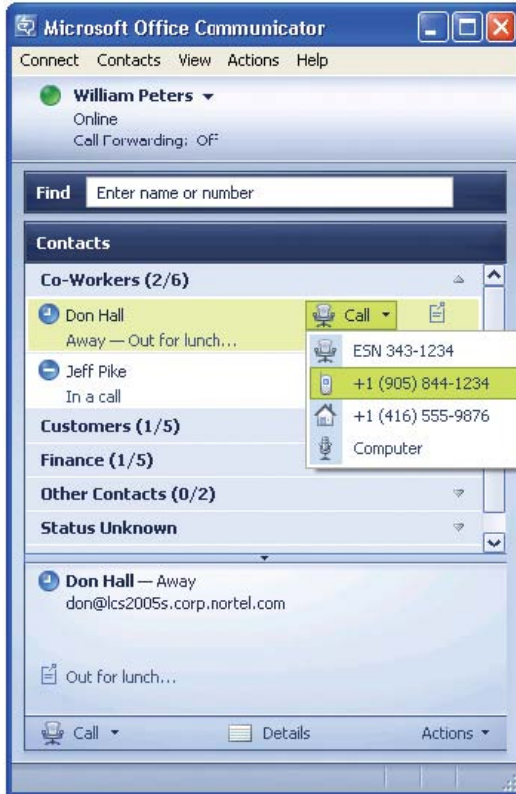 Microsoft Office Communicator
Connect Contacts View Actions Help
William Peters
Online
Call Forwarding: Off
Find Enter name or number
Contacts
Co-Workers (2/6)
Don Hall Call
Away — Out for lunch...
ESN 343-1234
Jeff Pike
+1 (905) 844-1234
In a call
+1 (416) 555-9876
Customers (1/5)
Computer
Finance (1/5)
Other Contacts (0/2)
Status Unknown
Don Hall — Away
don@lcs2005s.corp.nortel.com
Out for lunch...
Call Details Actions